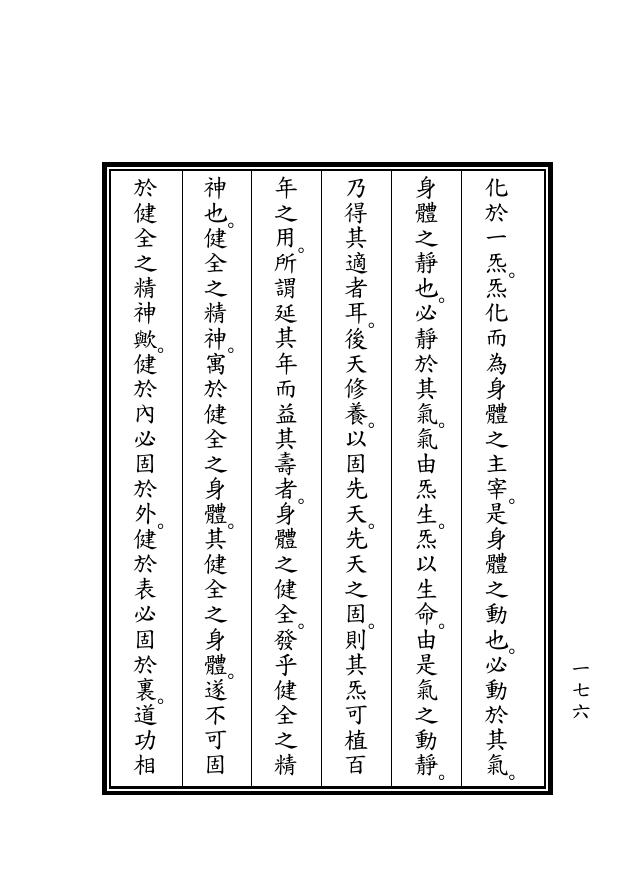 化於一炁。炁化而為身體之主宰。是身體之動也。必動於其氣。
身體之靜也。必靜於其氣。氣由炁生。炁以生命。由是氣之動靜。
乃得其適者耳。後天修養。以固先天。先天之固。則其炁可植百
年之用。所謂延其年而益其壽者。身體之健全。發乎健全之精
神也。健全之精神。寓於健全之身體。其健全之身體。遂不可固
於健全之精神歟。健於內必固於外。健於表必固於裏。道功相
一七六